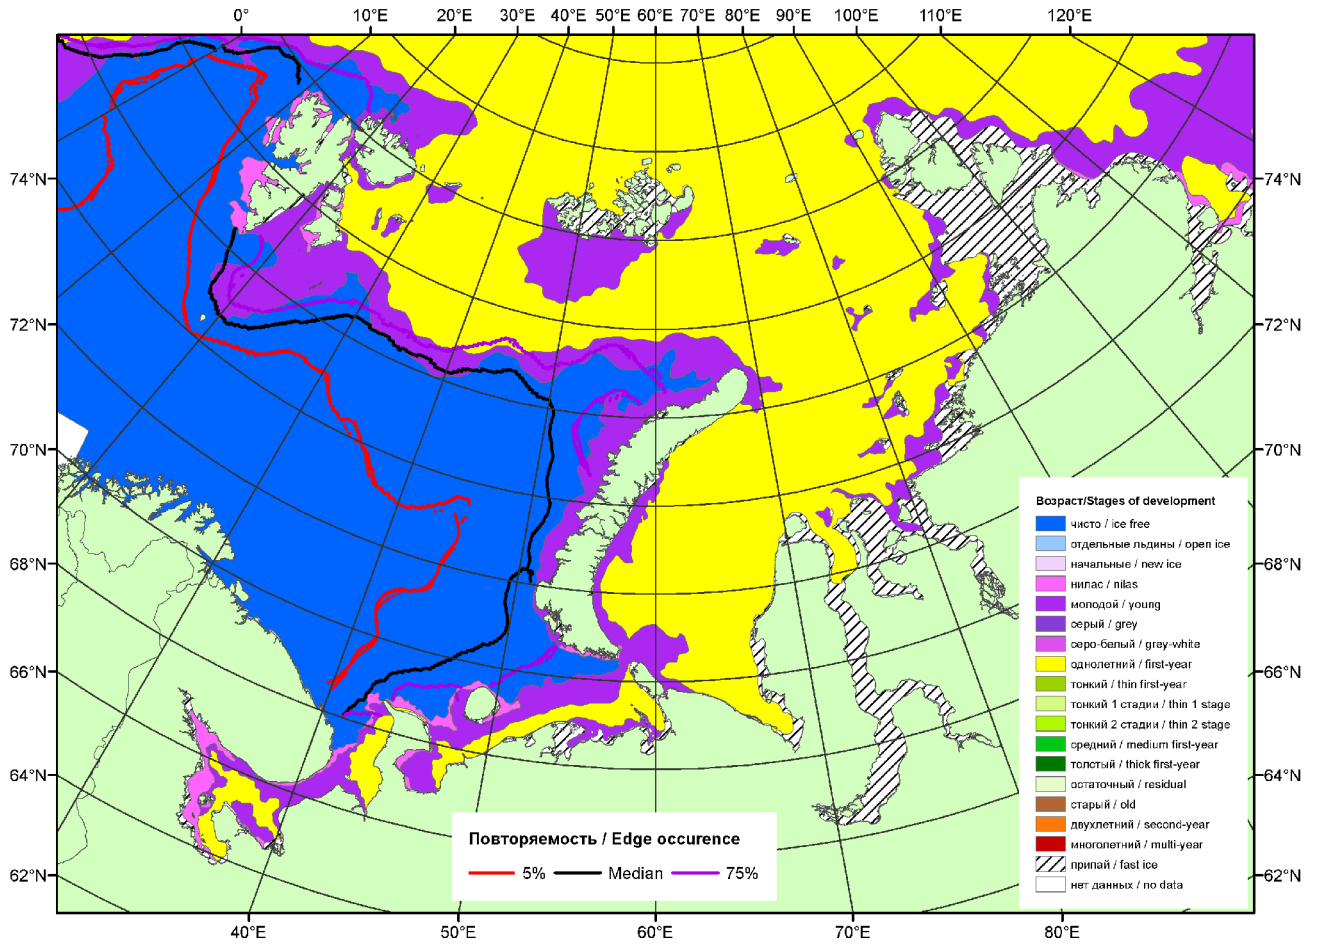 0° 10°E 20°E 30°E 40°E 50°E 60°E 70°E 80°E 90°E 100°E 110°E 120°E
74°N 74°N
72°N 72°N
70°N 70°N
Возраст/Stages of development
чисто / ice free
отдельные льдины / open ice
начальные / new ice
нилас / nilas
молодой / young
серый / grey
серо-белый / grey-white
однолетний / first-year
тонкий / thin first-year
тонкий 1 стадии / thin 1 stage
тонкий 2 стадии / thin 2 stage
средний / medium first-year
толстый / thick first-year
остаточный / residual
старый / old
двухлетний / second-year
многолетний / multi-year
припай / fast ice
нет данных / no data
68°N 68°N
66°N 66°N
64°N 64°N
Повторяемость / Edge occurence
5% Median 75%
62°N 62°N
40°E 50°E 60°E 70°E 80°E